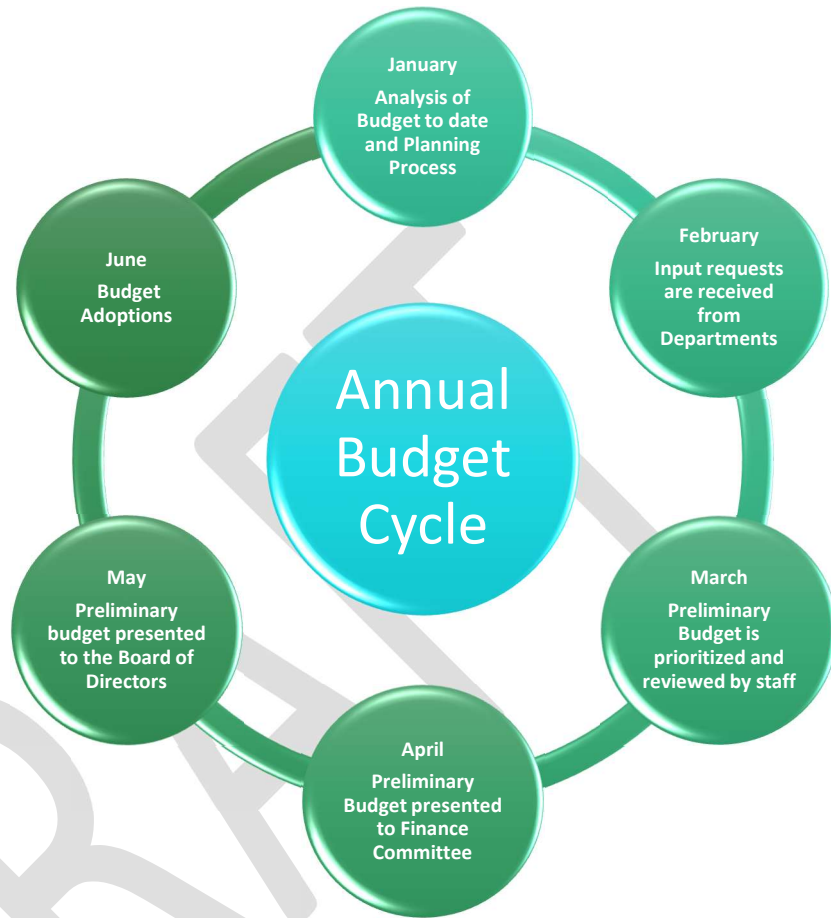 January
Analysis of
Budget to date
and Planning
Process
February
Input requests
are received
from
Departments
March
Preliminary
Budget is
prioritized and
reviewed by staff
April
Preliminary
Budget presented
to Finance
Committee
May
Preliminary
budget presented
to the Board of
Directors
June
Budget
Adoptions
Annual
Budget
Cycle